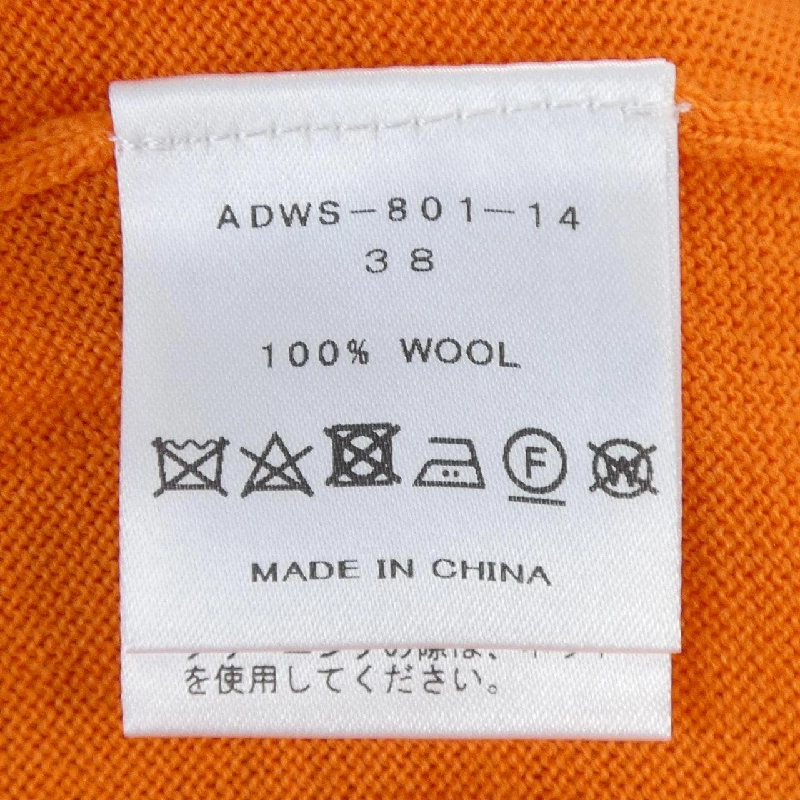 ADWS-801-14
38
100% WOOL
F
W
MADE IN CHINA
を使用してください。